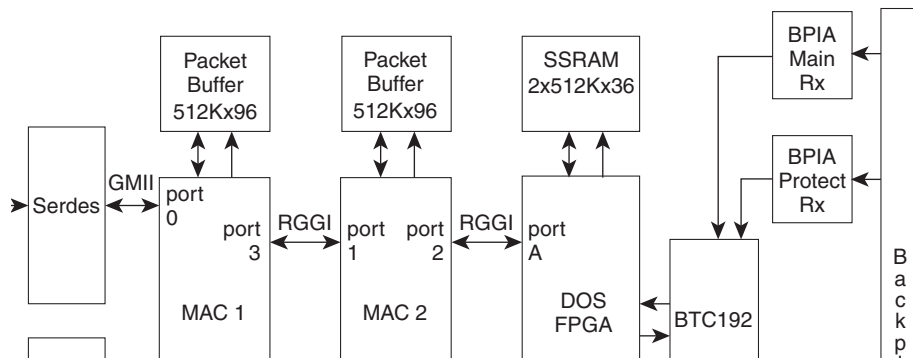 Packet
Buffer
512Kx96
Packet
Buffer
512Kx96
SSRAM
2x512Kx36
BPIA
Main
Rx
BPIA
Protect
Rx
Serdes
GMII
port
0
port
3
MAC 1
RGGI
port
1
port
2
MAC 2
RGGI
port
A
DOS
FPGA
BTC192
B
a
c
k
p